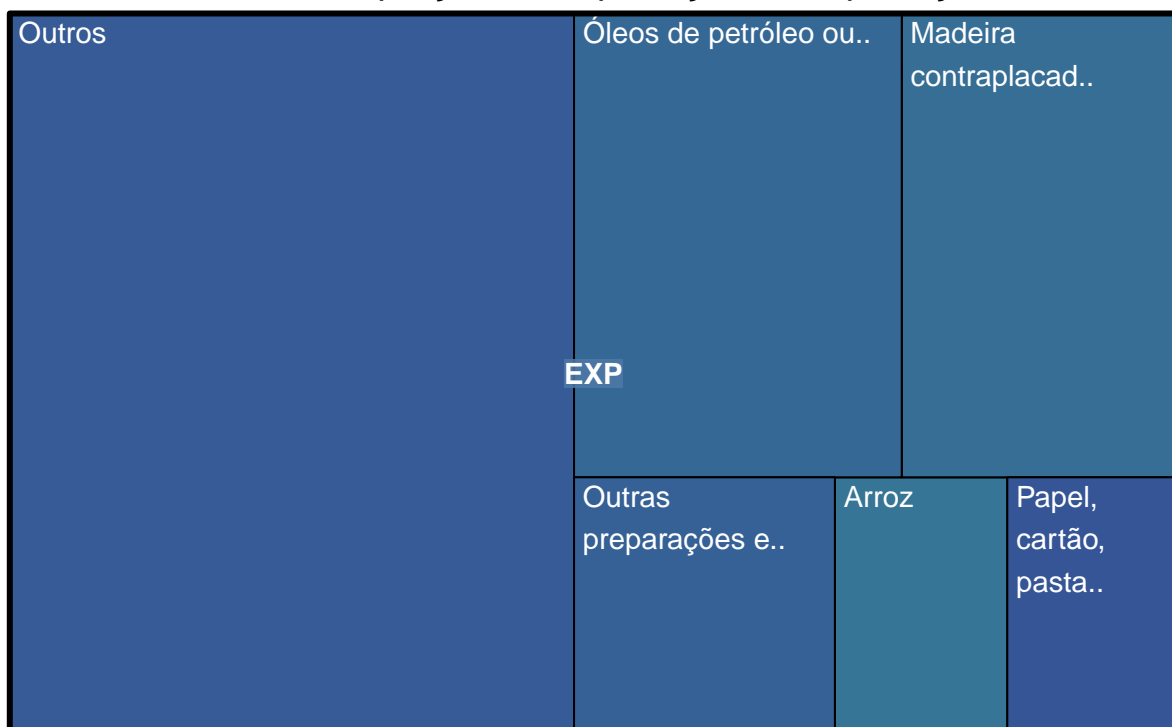 Outros
Óleos de petróleo ou..
Madeira
contraplacad..
EXP
Outras
preparações e..
Arroz
Papel,
cartão,
pasta..